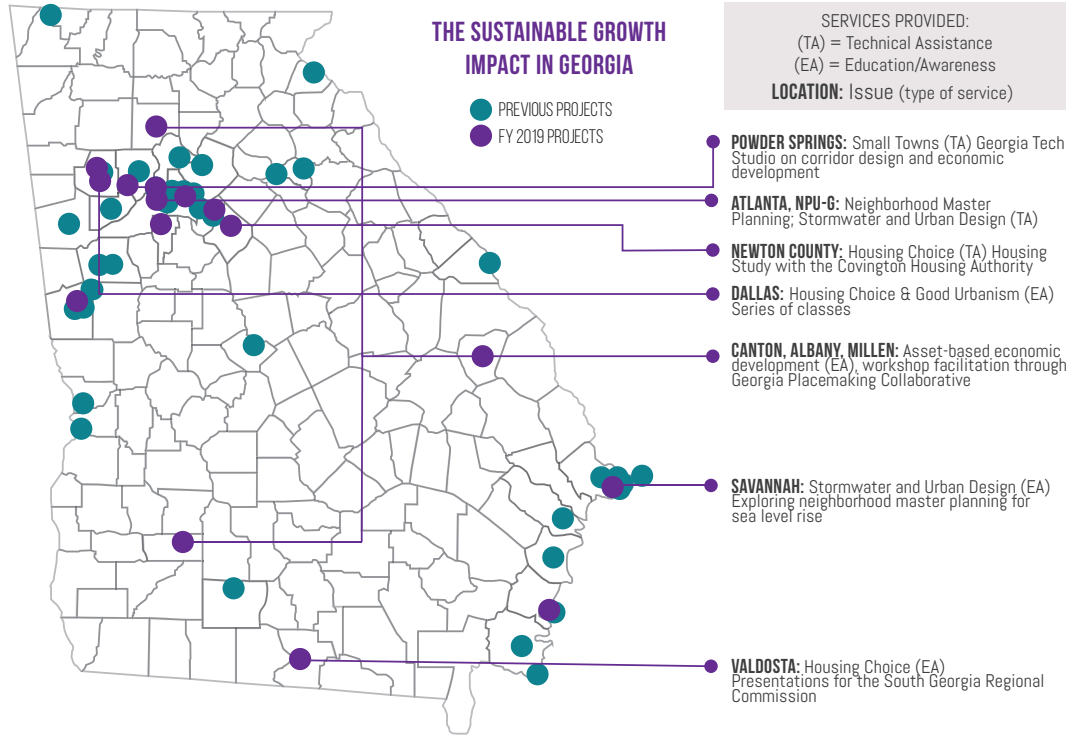 THE SUSTAINABLE GROWTH
IMPACT IN GEORGIA
PREVIOUS PROJECTS
FY 2019 PROJECTS
SERVICES PROVIDED:
(TA) = Technical Assistance
(EA) = Education/Awareness
LOCATION: Issue (type of service)
POWDER SPRINGS: Small Towns (TA) Georgia Tech
Studio on corridor design and economic
development
ATLANTA, NPU-G: Neighborhood Master
Planning; Stormwater and Urban Design (TA)
NEWTON COUNTY: Housing Choice (TA) Housing
Study with the Covington Housing Authority
DALLAS: Housing Choice & Good Urbanism (EA)
Series of classes
CANTON, ALBANY, MILLEN: Asset-based economic
development (EA), workshop facilitation through
Georgia Placemaking Collaborative
SAVANNAH: Stormwater and Urban Design (EA)
Exploring neighborhood master planning for
sea level rise
VALDOSTA: Housing Choice (EA)
Presentations for the South Georgia Regional
Commission